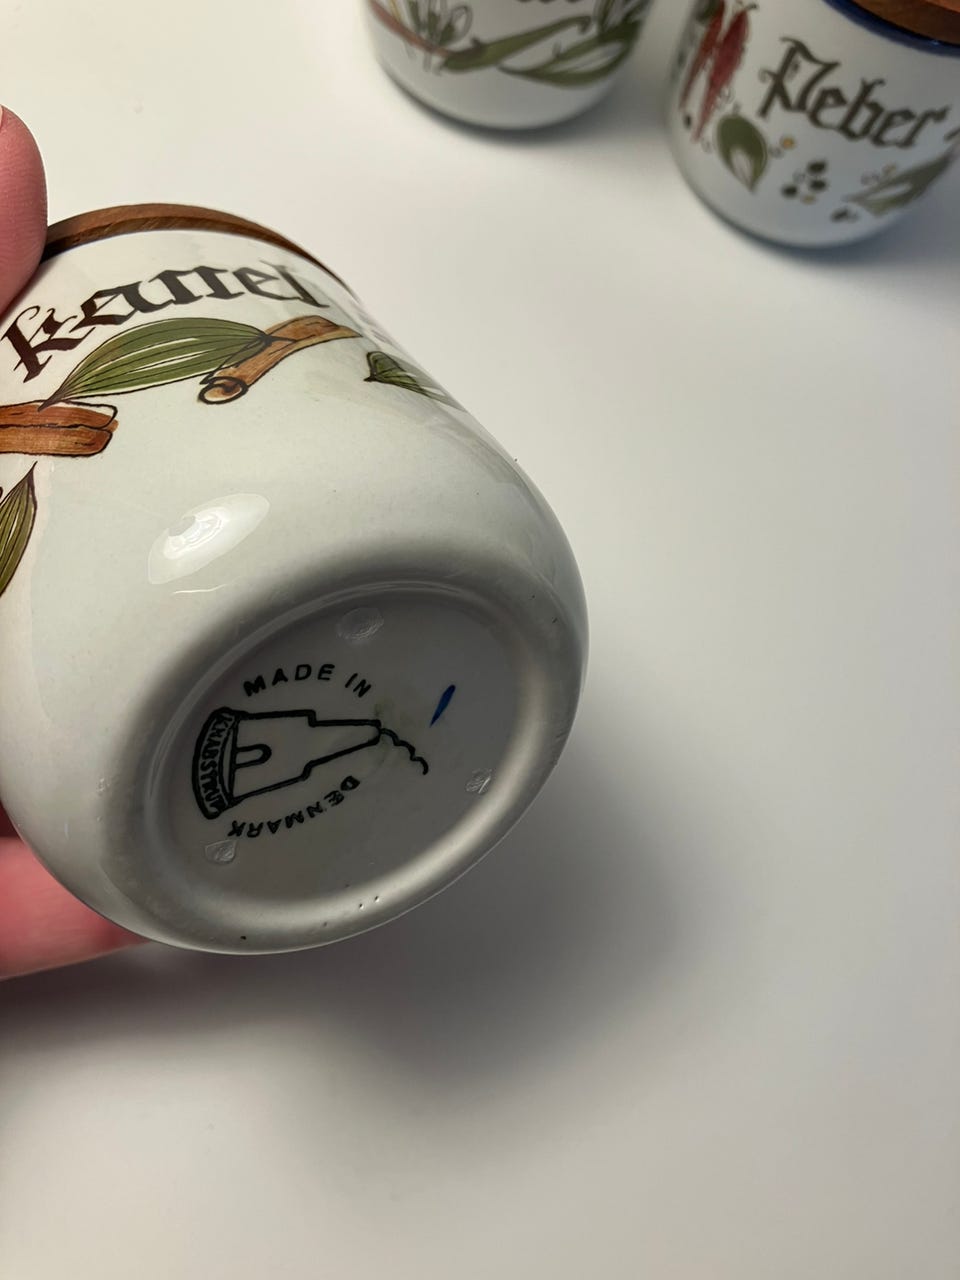 Peber
kanel
MADE IN
KNABSTRUP
DENMARK